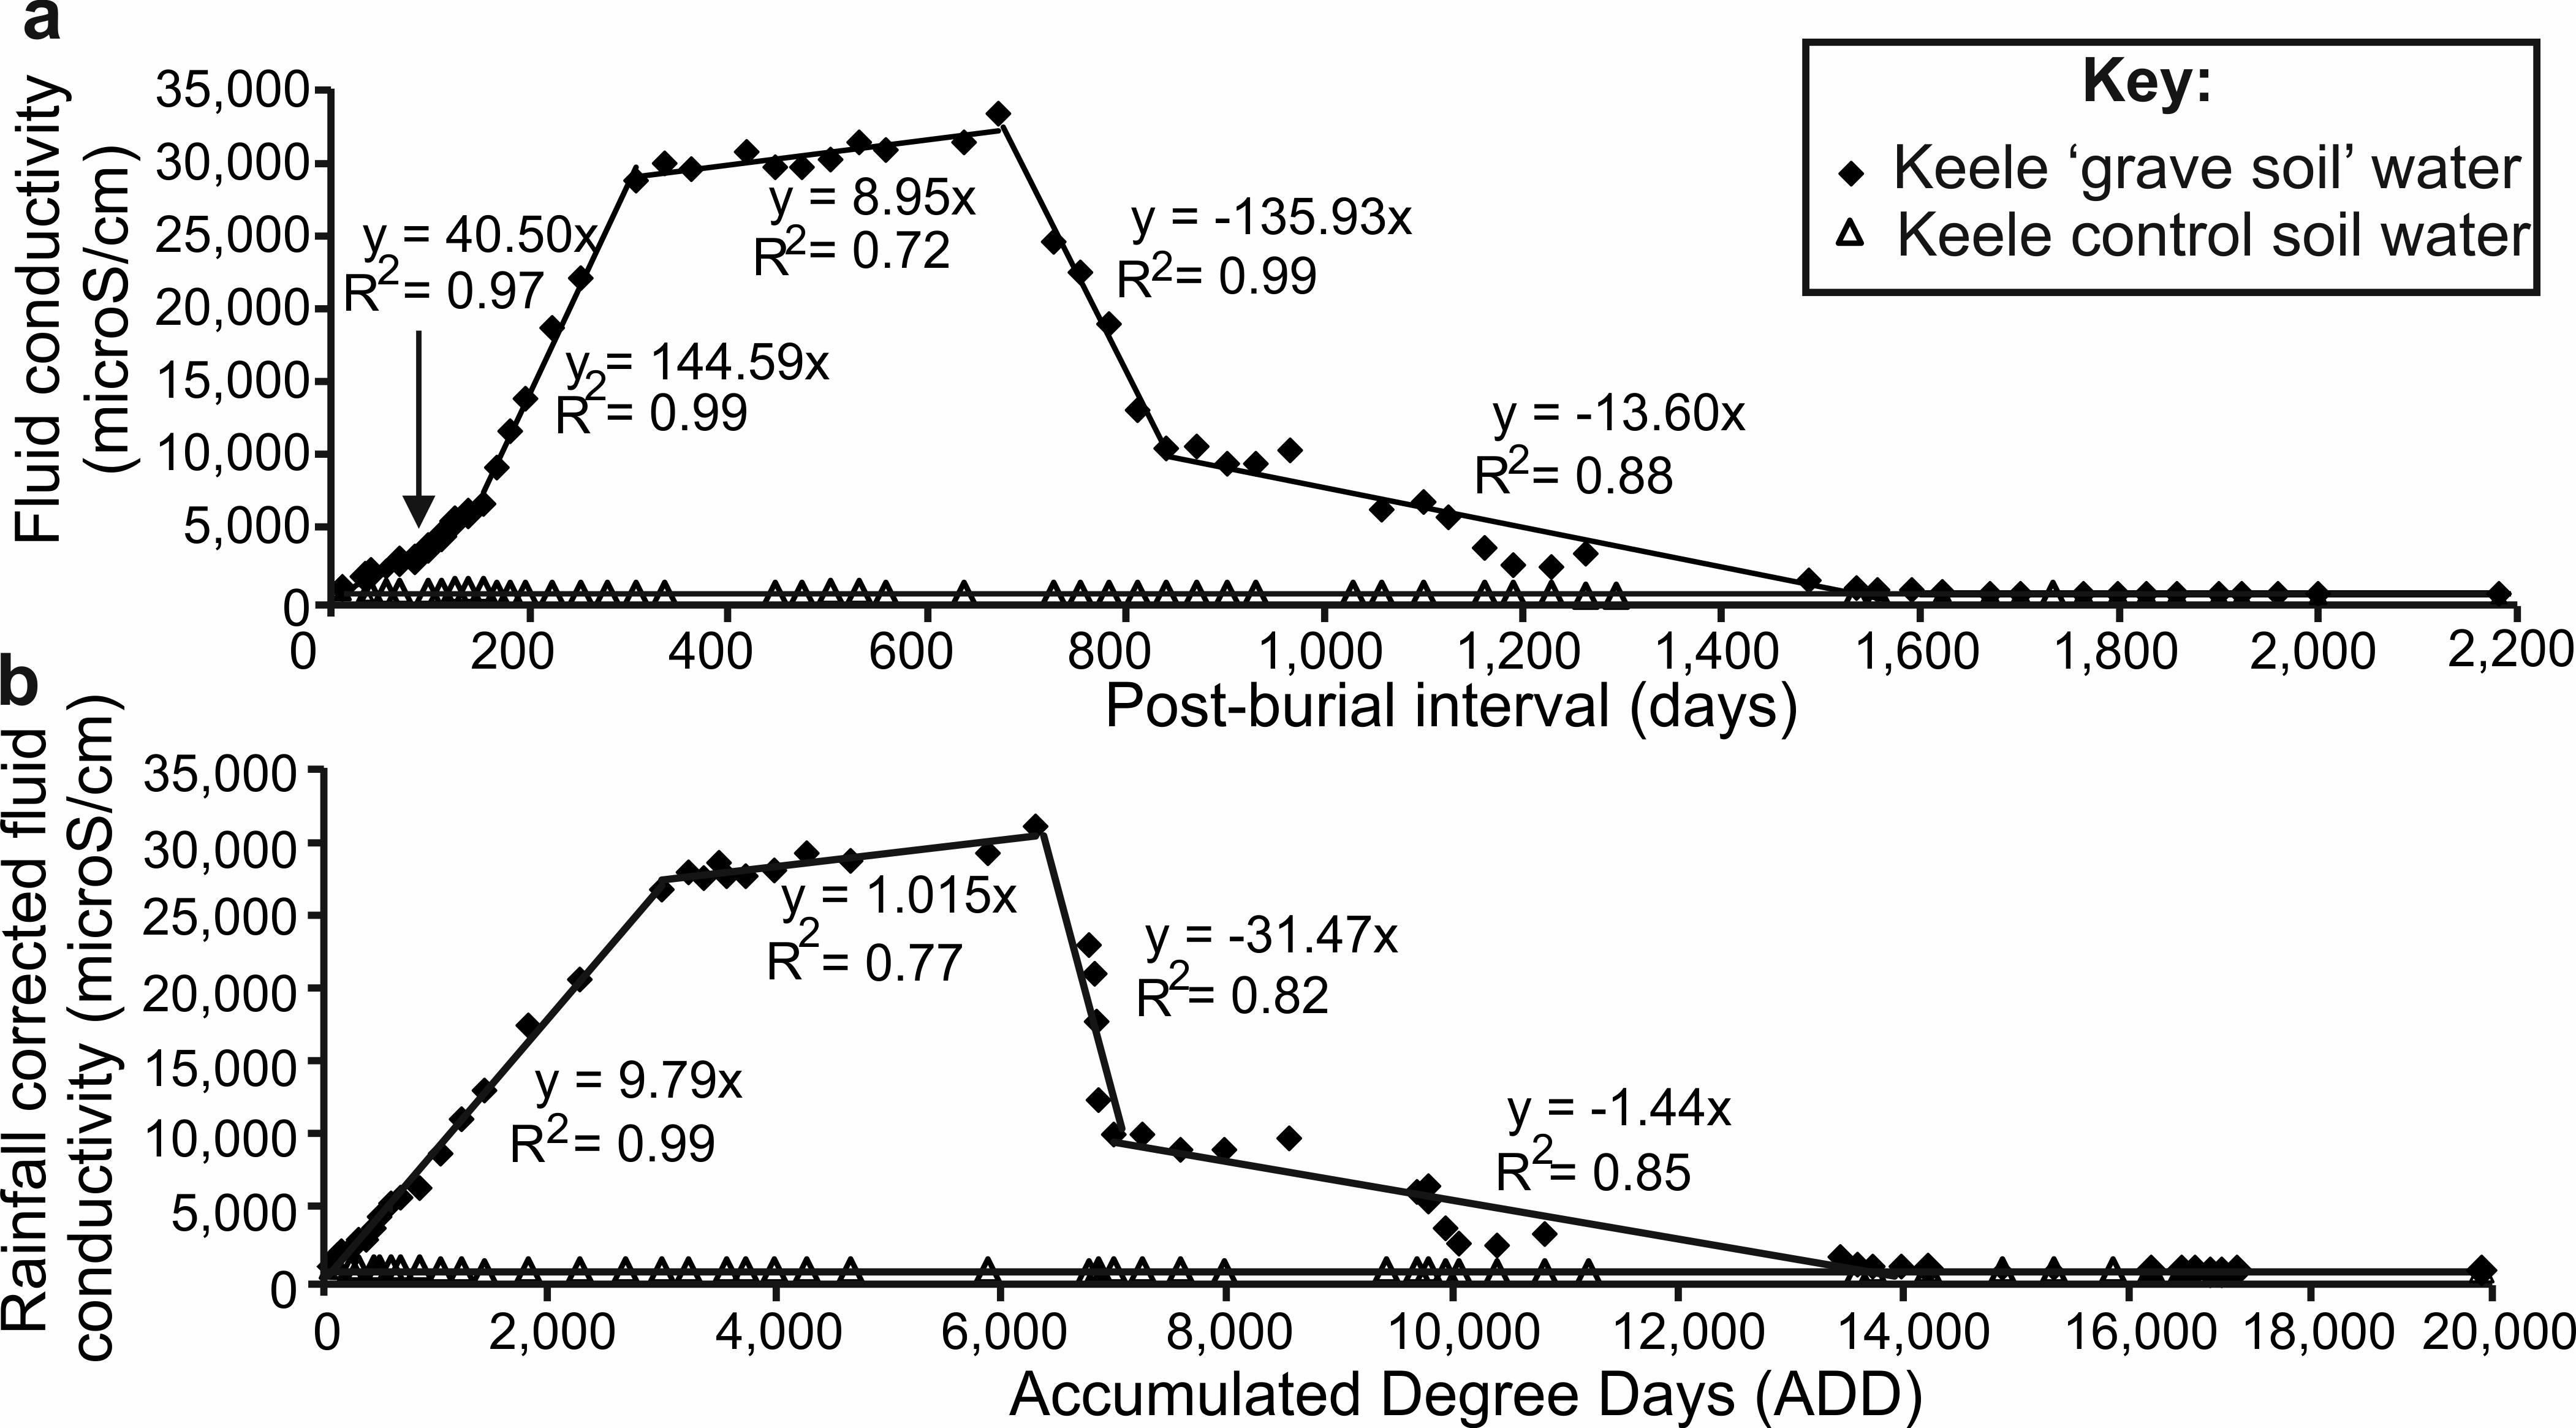 a
Fluid conductivity
(microS/cm)
35,000
30,000
25,000
20,000
15,000
10,000
5,000
0
Key:
Keele ‘grave soil’ water
Keele control soil water
y = 40.50x
R2= 0.97
y = 144.59x
R2= 0.99
y = 8.95x
R2= 0.72
y = -135.93x
R2= 0.99
y = -13.60x
R2= 0.88
0 200 400 600 800 1,000 1,200 1,400 1,600 1,800 2,000 2,200
Post-burial interval (days)
b
Rainfall corrected fluid
conductivity (microS/cm)
35,000
30,000
25,000
20,000
15,000
10,000
5,000
0
y = 9.79x
R2= 0.99
y = 1.015x
R2= 0.77
y = -31.47x
R2= 0.82
y = -1.44x
R2= 0.85
0 2,000 4,000 6,000 8,000 10,000 12,000 14,000 16,000 18,000 20,000
Accumulated Degree Days (ADD)